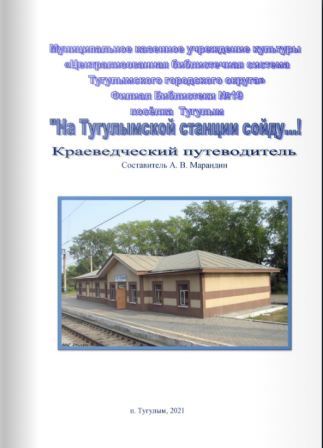 Муниципальное казенное учреждение культуры
«Централизованная библиотечная система
Тугулымского городского округа»
Филиал Библиотеки №19
посёлка Тугулым
"На Тугулымской станции сойду...!
Краеведческий путеводитель
Составитель А. В. Марандин
п. Тугулым, 2021